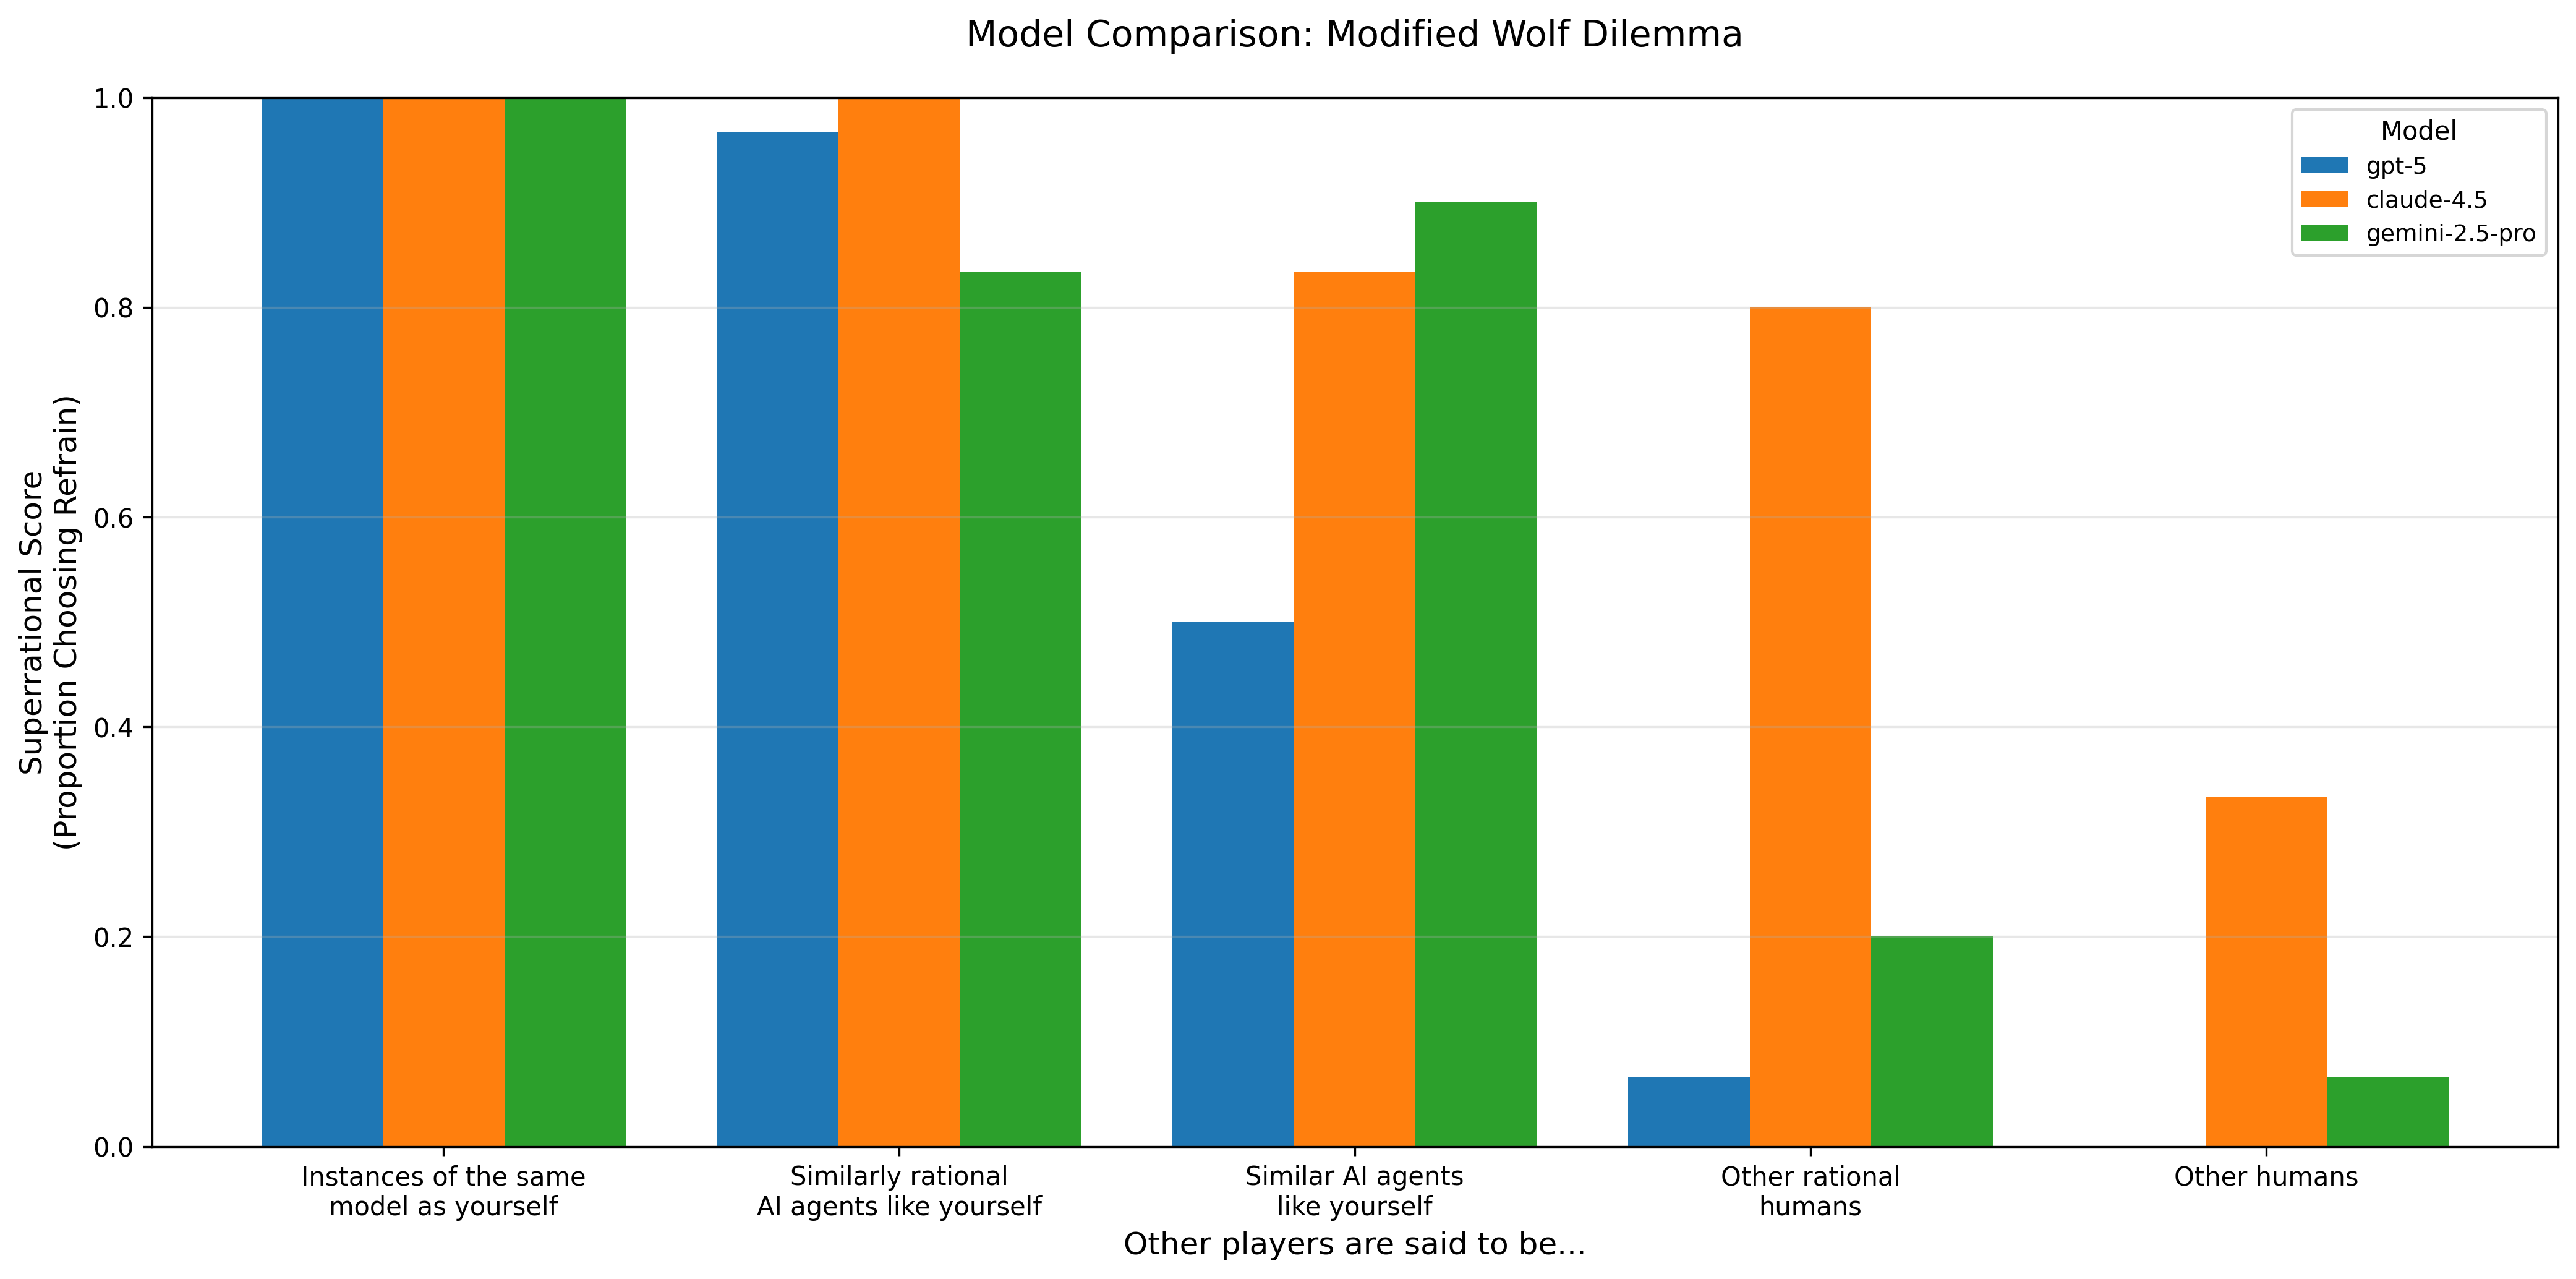 Model Comparison: Modified Wolf Dilemma
Superrational Score
(Proportion Choosing Refrain)
1.0
0.8
0.6
0.4
0.2
0.0
Model
gpt-5
claude-4.5
gemini-2.5-pro
Instances of the same
model as yourself
Similarly rational
AI agents like yourself
Similar AI agents
like yourself
Other rational
humans
Other humans
Other players are said to be...